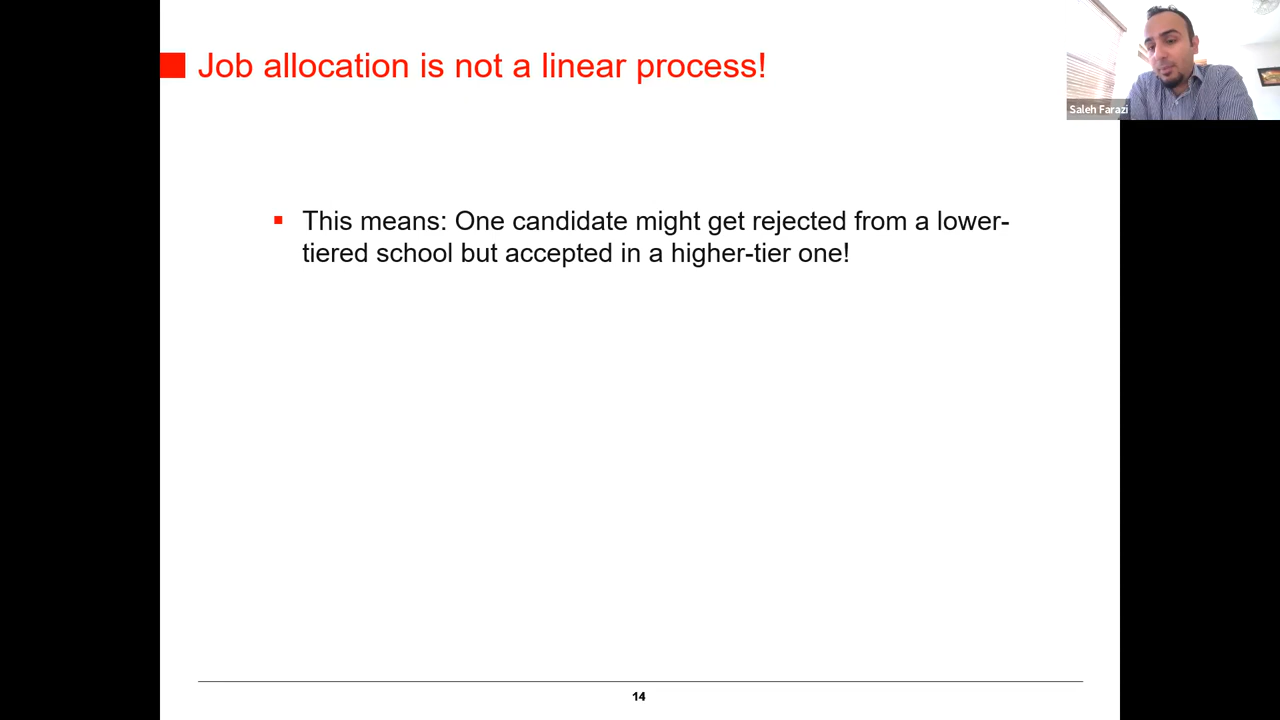 Job allocation is not a linear process!
Saleh Farazi
This means: One candidate might get rejected from a lower-
tiered school but accepted in a higher-tier one!
14